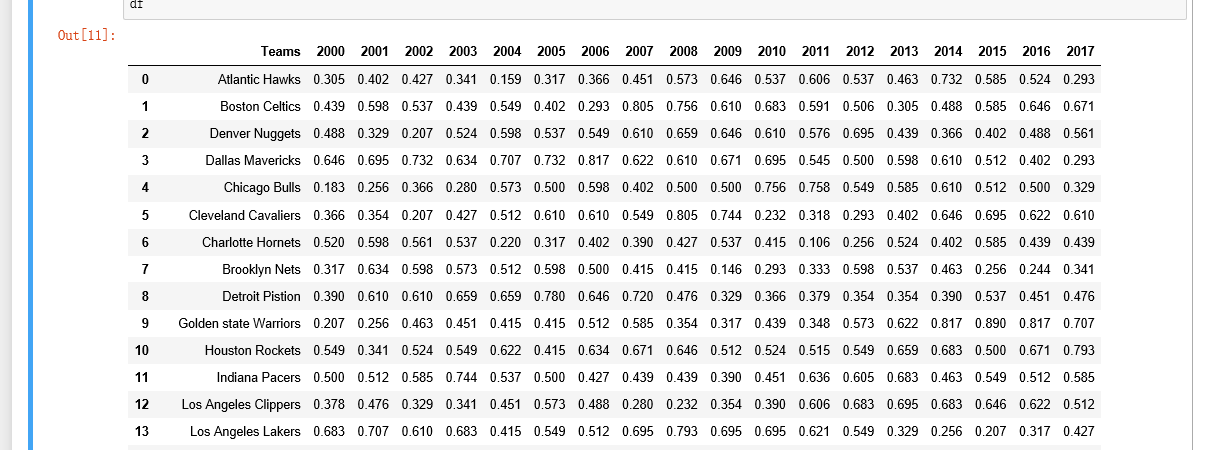 df
Out[11]:
Teams 2000 2001 2002 2003 2004 2005 2006 2007 2008 2009 2010 2011 2012 2013 2014 2015 2016 2017
0 Atlantic Hawks 0.305 0.402 0.427 0.341 0.159 0.317 0.366 0.451 0.573 0.646 0.537 0.606 0.537 0.463 0.732 0.585 0.524 0.293
1 Boston Celtics 0.439 0.598 0.537 0.439 0.549 0.402 0.293 0.805 0.756 0.610 0.683 0.591 0.506 0.305 0.488 0.585 0.646 0.671
2 Denver Nuggets 0.488 0.329 0.207 0.524 0.598 0.537 0.549 0.610 0.659 0.646 0.610 0.576 0.695 0.439 0.366 0.402 0.488 0.561
3 Dallas Mavericks 0.646 0.695 0.732 0.634 0.707 0.732 0.817 0.622 0.610 0.671 0.695 0.545 0.500 0.598 0.610 0.512 0.402 0.293
4 Chicago Bulls 0.183 0.256 0.366 0.280 0.573 0.500 0.598 0.402 0.500 0.500 0.756 0.758 0.549 0.585 0.610 0.512 0.500 0.329
5 Cleveland Cavaliers 0.366 0.354 0.207 0.427 0.512 0.610 0.610 0.549 0.805 0.744 0.232 0.318 0.293 0.402 0.646 0.695 0.622 0.610
6 Charlotte Hornets 0.520 0.598 0.561 0.537 0.220 0.317 0.402 0.390 0.427 0.537 0.415 0.106 0.256 0.524 0.402 0.585 0.439 0.439
7 Brooklyn Nets 0.317 0.634 0.598 0.573 0.512 0.598 0.500 0.415 0.415 0.146 0.293 0.333 0.598 0.537 0.463 0.256 0.244 0.341
8 Detroit Pistion 0.390 0.610 0.610 0.659 0.659 0.780 0.646 0.720 0.476 0.329 0.366 0.379 0.354 0.354 0.390 0.537 0.451 0.476
9 Golden state Warriors 0.207 0.256 0.463 0.451 0.415 0.415 0.512 0.585 0.354 0.317 0.439 0.348 0.573 0.622 0.817 0.890 0.817 0.707
10 Houston Rockets 0.549 0.341 0.524 0.549 0.622 0.415 0.634 0.671 0.646 0.512 0.524 0.515 0.549 0.659 0.683 0.500 0.671 0.793
11 Indiana Pacers 0.500 0.512 0.585 0.744 0.537 0.500 0.427 0.439 0.439 0.390 0.451 0.636 0.605 0.683 0.463 0.549 0.512 0.585
12 Los Angeles Clippers 0.378 0.476 0.329 0.341 0.451 0.573 0.488 0.280 0.232 0.354 0.390 0.606 0.683 0.695 0.683 0.646 0.622 0.512
13 Los Angeles Lakers 0.683 0.707 0.610 0.683 0.415 0.549 0.512 0.695 0.793 0.695 0.695 0.621 0.549 0.329 0.256 0.207 0.317 0.427